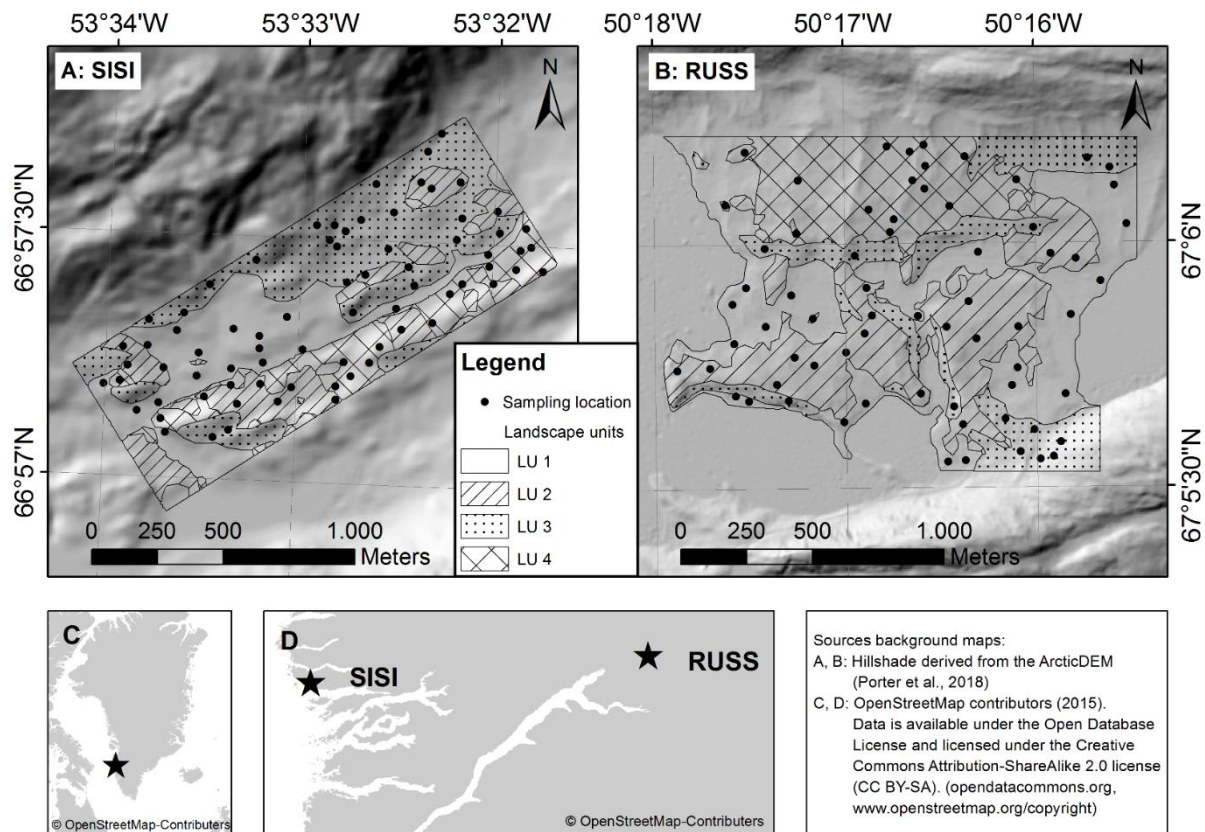 53°34'W 53°33'W 53°32'W 50°18'W 50°17'W 50°16'W
A: SISI
N
B: RUSS
N
66°57'30"N
66°57'N
67°6'N
67°5'30"N
Legend
Sampling location
Landscape units
LU 1
LU 2
LU 3
LU 4
0 250 500 1.000
Meters
0 250 500 1.000
Meters
C
© OpenStreetMap-Contributers
D
SISI
RUSS
© OpenStreetMap-Contributers
Sources background maps:
A, B: Hillshade derived from the ArcticDEM
(Porter et al., 2018)
C, D: OpenStreetMap contributors (2015).
Data is available under the Open Database
License and licensed under the Creative
Commons Attribution-ShareAlike 2.0 license
(CC BY-SA). (opendatacommons.org,
www.openstreetmap.org/copyright)